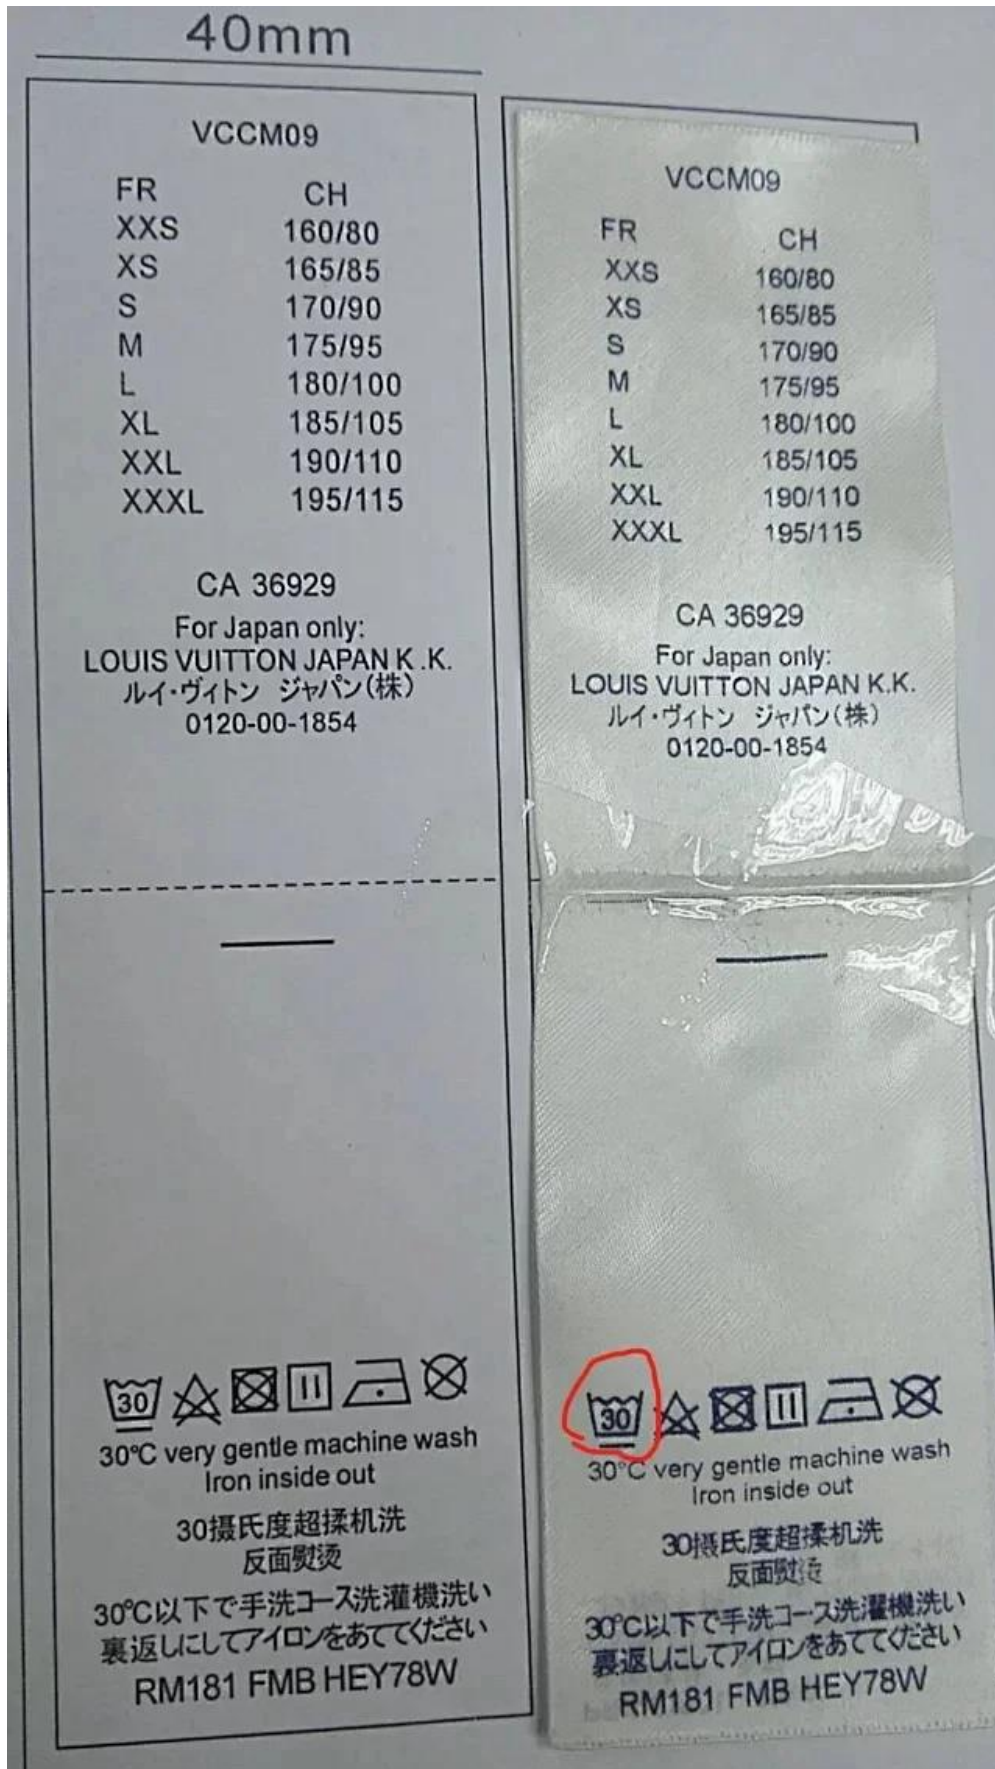 40mm
VCCM09
FR CH
XXS 160/80
XS 165/85
S 170/90
M 175/95
L 180/100
XL 185/105
XXL 190/110
XXXL 195/115
CA 36929
For Japan only:
LOUIS VUITTON JAPAN K .K.
ルイ・ヴィトン ジャパン(株)
0120-00-1854
30
30°C very gentle machine wash
Iron inside out
30摄氏度超揉机洗
反面熨烫
30℃以下で手洗コース洗灌機洗い
裏返しにしてアイロンをあててください
RM181 FMB HEY78W
VCCM09
FR CH
XXS 160/80
XS 165/85
S 170/90
M 175/95
L 180/100
XL 185/105
XXL 190/110
XXXL 195/115
CA 36929
For Japan only:
LOUIS VUITTON JAPAN K.K.
ルイ・ヴィトン ジャパン(株)
0120-00-1854
30
30°C very gentle machine wash
Iron inside out
30摄氏度超揉机洗
反面熨烫
30℃以下で手洗コース洗濯機洗い
裏返しにしてアイロンをあててください
RM181 FMB HEY78W